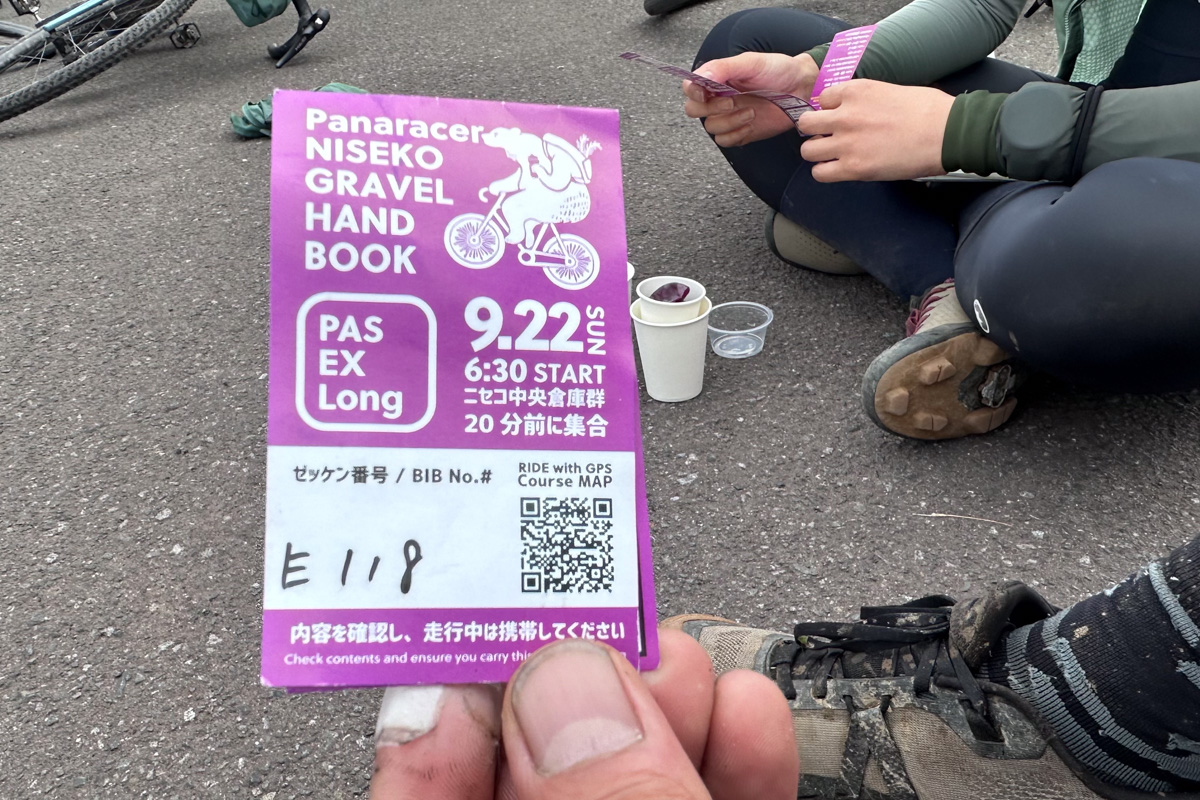 Panaracer
NISEKO
GRAVEL
HAND
BOOK
PAS
EX
Long
9.22 SUN
6:30 START
ニセコ中央倉庫群
20 分前に集合
ゼッケン番号 / BIB No.#
RIDE with GPS
Course MAP
E 118
内容を確認し、走行中は携帯してください
Check contents and ensure you carry